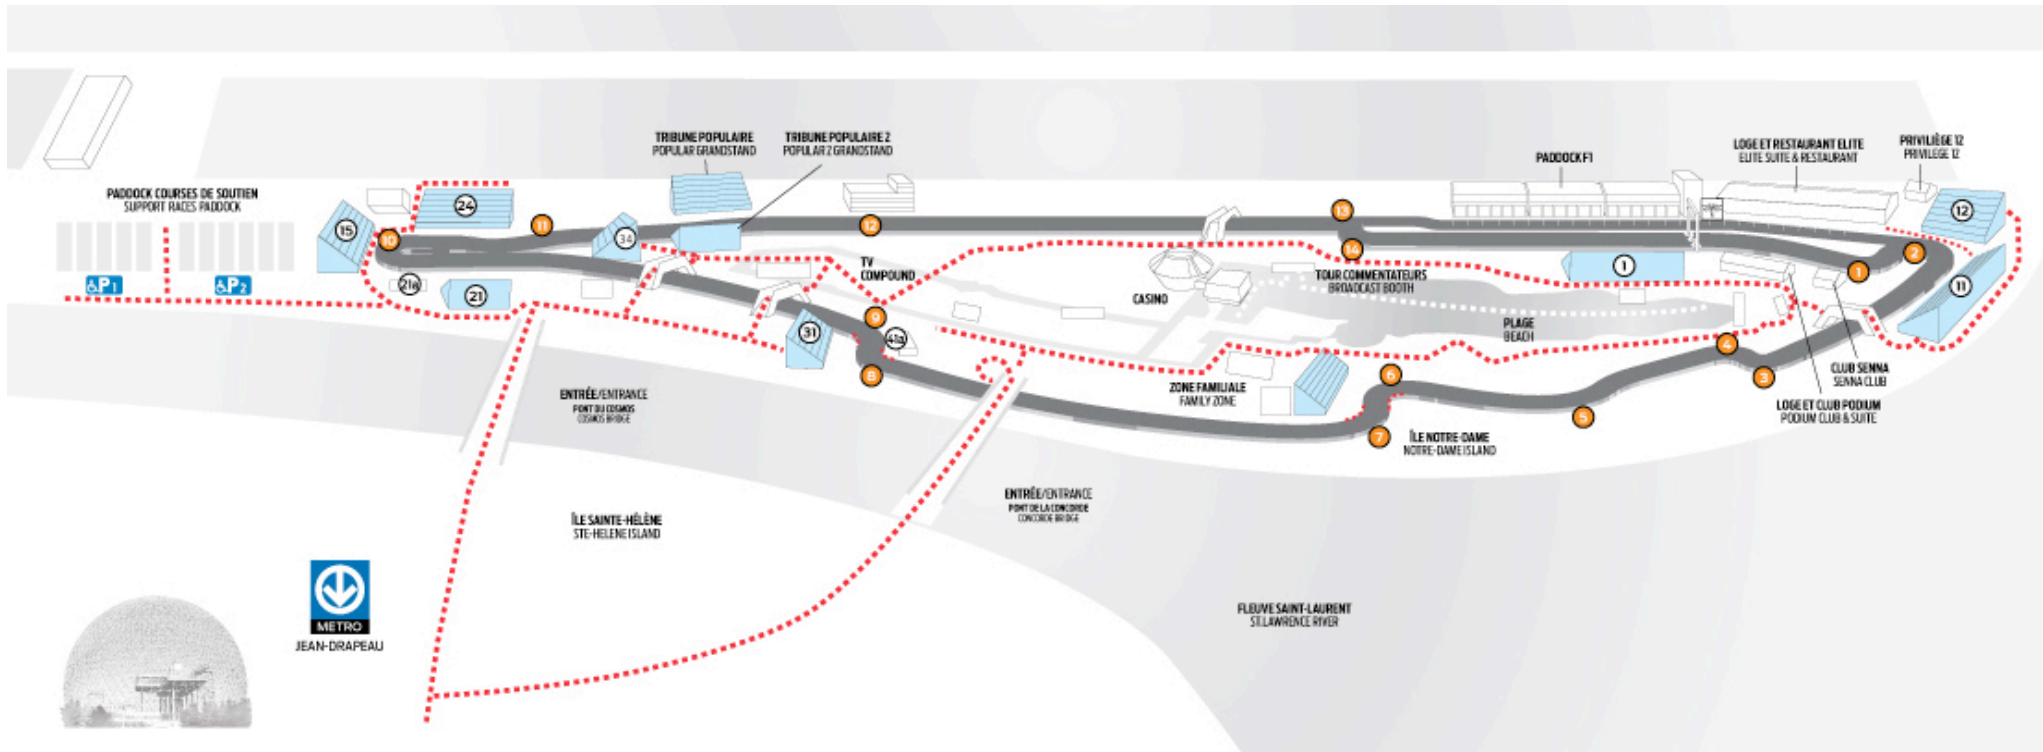 TRIBUNE POPULAIRE
POPULAR GRANDSTAND
TRIBUNE POPULAIRE 2
POPULAR 2 GRANDSTAND
PADDOCK F1
LOGE ET RESTAURANT ELITE
ELITE SUITE & RESTAURANT
PRIVILIÈGE 12
PRIVILEGE 12
PADDOCK COURSES DE SOUTIEN
SUPPORT RACES PADDOCK
24
15
10
11
34
12
13
14
12
2
1
1
11
TV
COMPOUND
CASINO
TOUR COMMENTATEURS
BROADCAST BOOTH
P1
P2
21a
21
31
9
41a
8
PLAGE
BEACH
4
3
6
5
7
CLUB SENNA
SENNA CLUB
LOGE ET CLUB PODIUM
PODIUM CLUB & SUITE
ZONE FAMILIALE
FAMILY ZONE
ÎLE NOTRE-DAME
NOTRE-DAME ISLAND
ENTRÉE/ENTRANCE
PONT DU COSMOS
COSMOS BRIDGE
ENTRÉE/ENTRANCE
PONT DE LA CONCORDE
CONCORDE BRIDGE
ÎLE SAINTE-HÉLÈNE
STE-HELENE ISLAND
METRO
JEAN-DRAPEAU
FLEUVE SAINT-LAURENT
ST.LAWRENCE RIVER